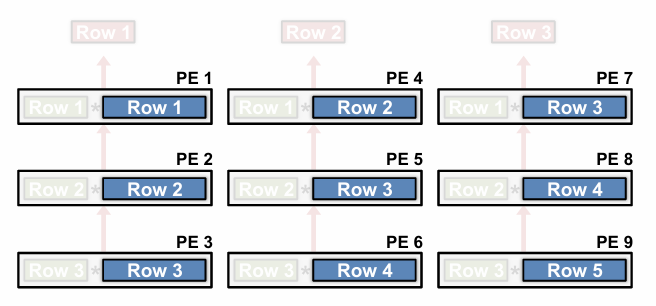 Row 1 Row 2 Row 3
PE 1 PE 4 PE 7
Row 1 * Row 1 Row 1 * Row 2 Row 1 * Row 3
PE 2 PE 5 PE 8
Row 2 * Row 2 Row 2 * Row 3 Row 2 * Row 4
PE 3 PE 6 PE 9
Row 3 * Row 3 Row 3 * Row 4 Row 3 * Row 5